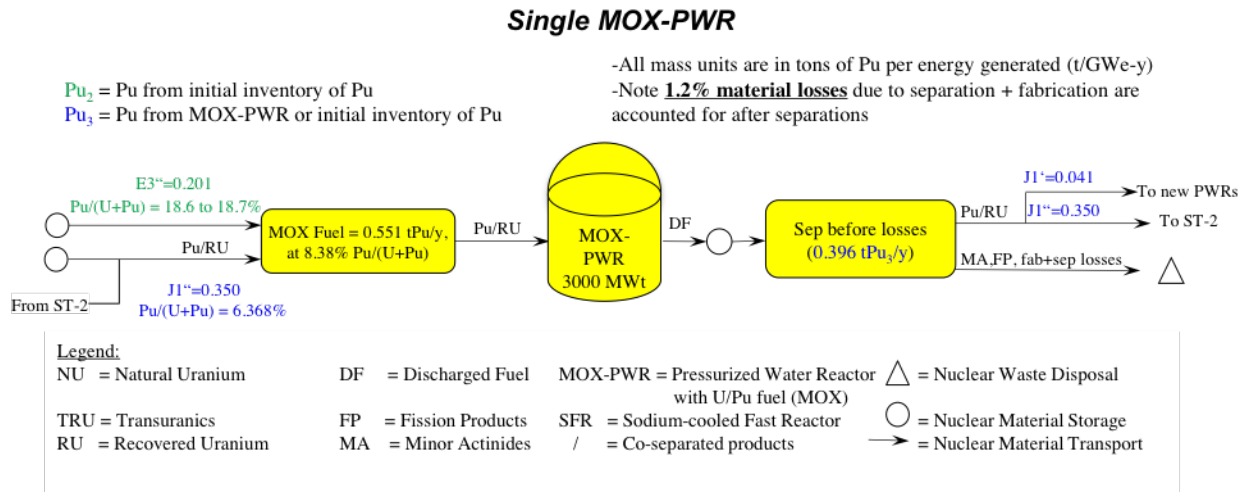 Single MOX-PWR
Pu₂ = Pu from initial inventory of Pu
Pu₃ = Pu from MOX-PWR or initial inventory of Pu
-All mass units are in tons of Pu per energy generated (t/GWe-y)
-Note 1.2% material losses due to separation + fabrication are
accounted for after separations
E3“=0.201
Pu/(U+Pu) = 18.6 to 18.7%
Pu/RU
J1“=0.350
Pu/(U+Pu) = 6.368%
From ST-2
MOX Fuel = 0.551 tPu/y,
at 8.38% Pu/(U+Pu)
Pu/RU
MOX-
PWR
3000 MWt
DF
Sep before losses
(0.396 tPu₃/y)
Pu/RU
J1‘=0.041
To new PWRs
J1“=0.350
To ST-2
MA,FP, fab+sep losses
Legend:
NU = Natural Uranium
TRU = Transuranics
RU = Recovered Uranium
DF = Discharged Fuel
FP = Fission Products
MA = Minor Actinides
MOX-PWR = Pressurized Water Reactor
with U/Pu fuel (MOX)
SFR = Sodium-cooled Fast Reactor
/ = Co-separated products
= Nuclear Waste Disposal
= Nuclear Material Storage
= Nuclear Material Transport